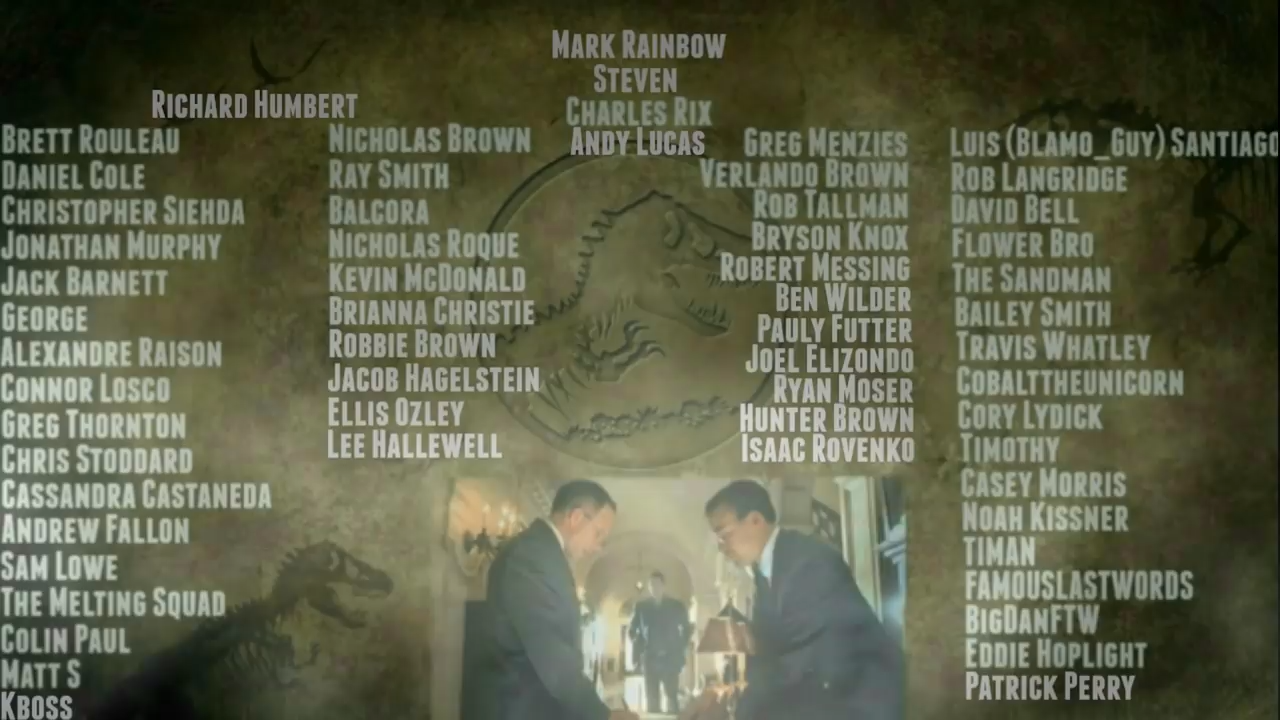 Mark Rainbow
Steven
Charles Rix
Andy Lucas
Richard Humbert
Brett Rouleau
Daniel Cole
Christopher Siehda
Jonathan Murphy
Jack Barnett
George
Alexandre Raison
Connor Losco
Greg Thornton
Chris Stoddard
Cassandra Castaneda
Andrew Fallon
Sam Lowe
The Melting Squad
Colin Paul
Matt S
Kboss
Nicholas Brown
Ray Smith
Balcora
Nicholas Roque
Kevin McDonald
Brianna Christie
Robbie Brown
Jacob Hagelstein
Ellis Ozley
Lee Hallewell
Greg Menzies
Verlando Brown
Rob Tallman
Bryson Knox
Robert Messing
Ben Wilder
Pauly Futter
Joel Elizondo
Ryan Moser
Hunter Brown
Isaac Rovenko
Luis (Blamo_Guy) Santiago
Rob Langridge
David Bell
Flower Bro
The Sandman
Bailey Smith
Travis Whatley
Cobalttheunicorn
Cory Lydick
Timothy
Casey Morris
Noah Kissner
Timan
famouslastwords
BigDanFTW
Eddie Hoplight
Patrick Perry